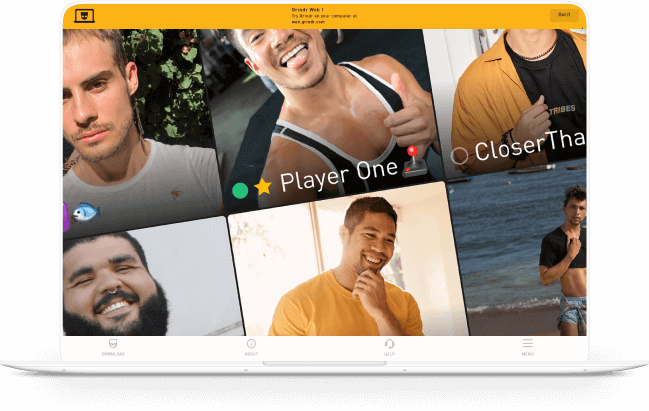 Grindr Web !
Try Grindr on your computer at
web.grindr.com
Got It
TRIBES
Player One
CloserTha
DOWNLOAD
ABOUT
HELP
MENU